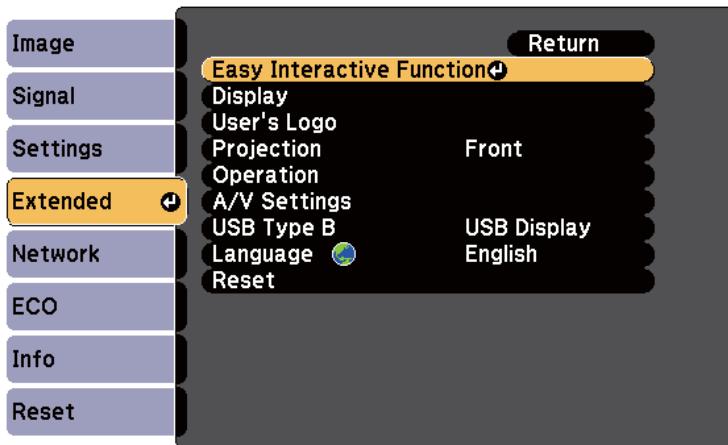 Image
Signal
Settings
Extended
Network
ECO
Info
Reset
Return
Easy Interactive Function
Display
User's Logo
Projection Front
Operation
A/V Settings
USB Type B USB Display
Language English
Reset